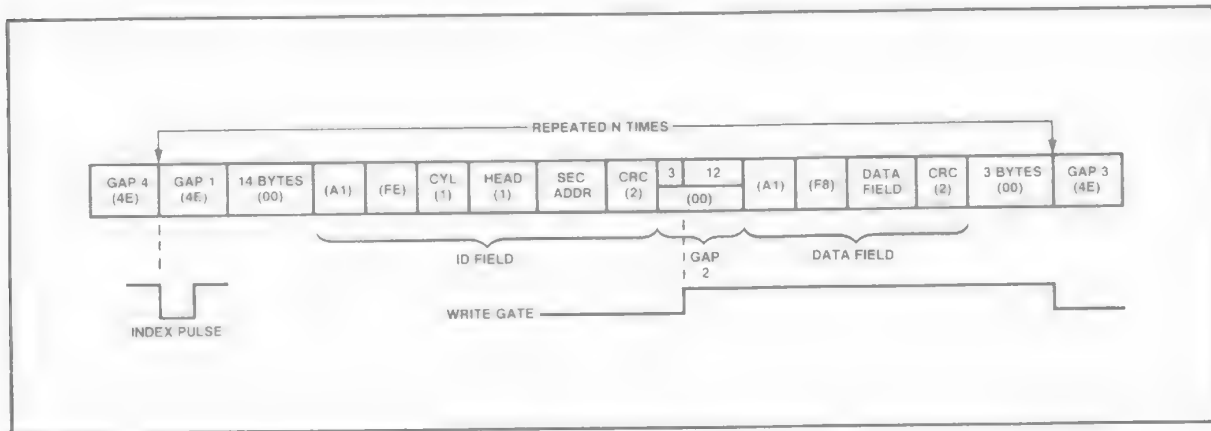 REPEATED N TIMES
GAP 4 (4E)
GAP 1 (4E)
14 BYTES (00)
(A1)
(FE)
CYL (1)
HEAD (1)
SEC ADDR
CRC (2)
3
12
(00)
(A1)
(F8)
DATA FIELD
CRC (2)
3 BYTES (00)
GAP 3 (4E)
ID FIELD
GAP 2
DATA FIELD
WRITE GATE
INDEX PULSE